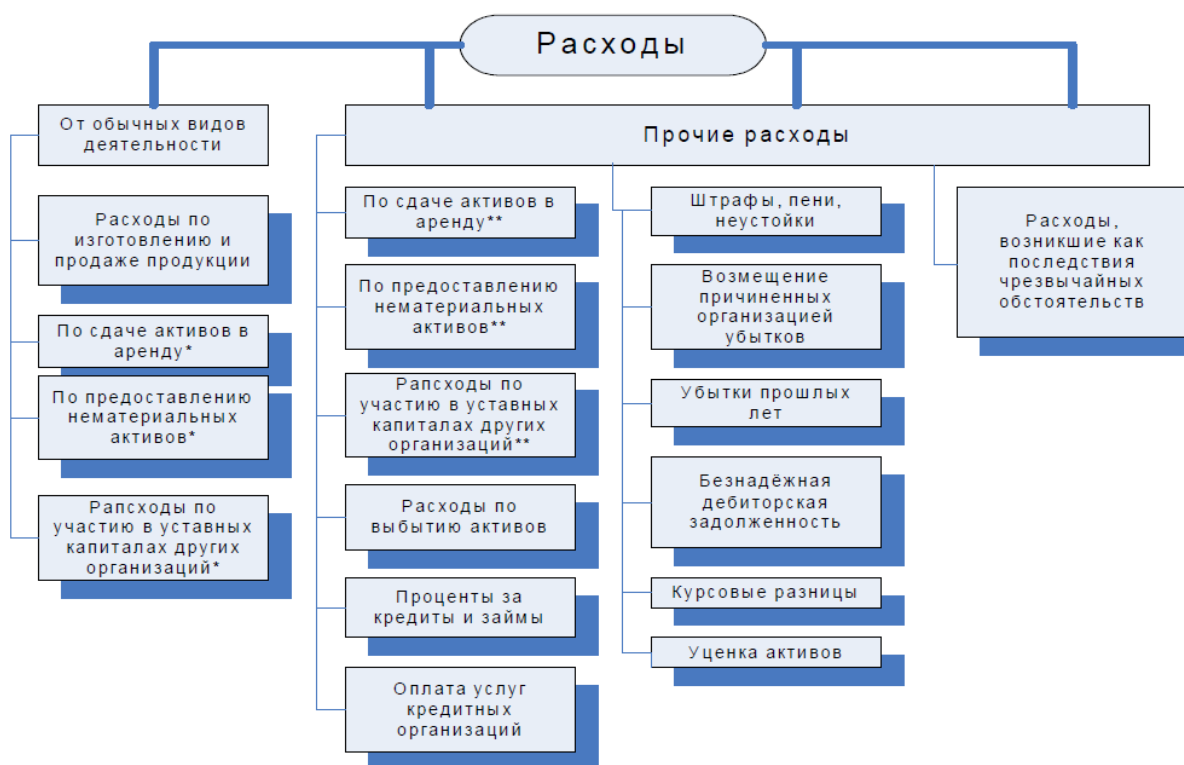 Расходы
От обычных видов
деятельности
Расходы по
изготовлению и
продаже продукции
По сдаче активов в
аренду*
По предоставлению
нематериальных
активов*
Рапсходы по
участию в уставных
капиталах других
организаций*
Прочие расходы
По сдаче активов в
аренду**
По предоставлению
нематериальных
активов**
Рапсходы по
участию в уставных
капиталах других
организаций**
Расходы по
выбытию активов
Проценты за
кредиты и займы
Оплата услуг
кредитных
организаций
Штрафы, пени,
неустойки
Возмещение
причиненных
организацией
убытков
Убытки прошлых
лет
Безнадёжная
дебиторская
задолженность
Курсовые разницы
Уценка активов
Расходы,
возникшие как
последствия
чрезвычайных
обстоятельств